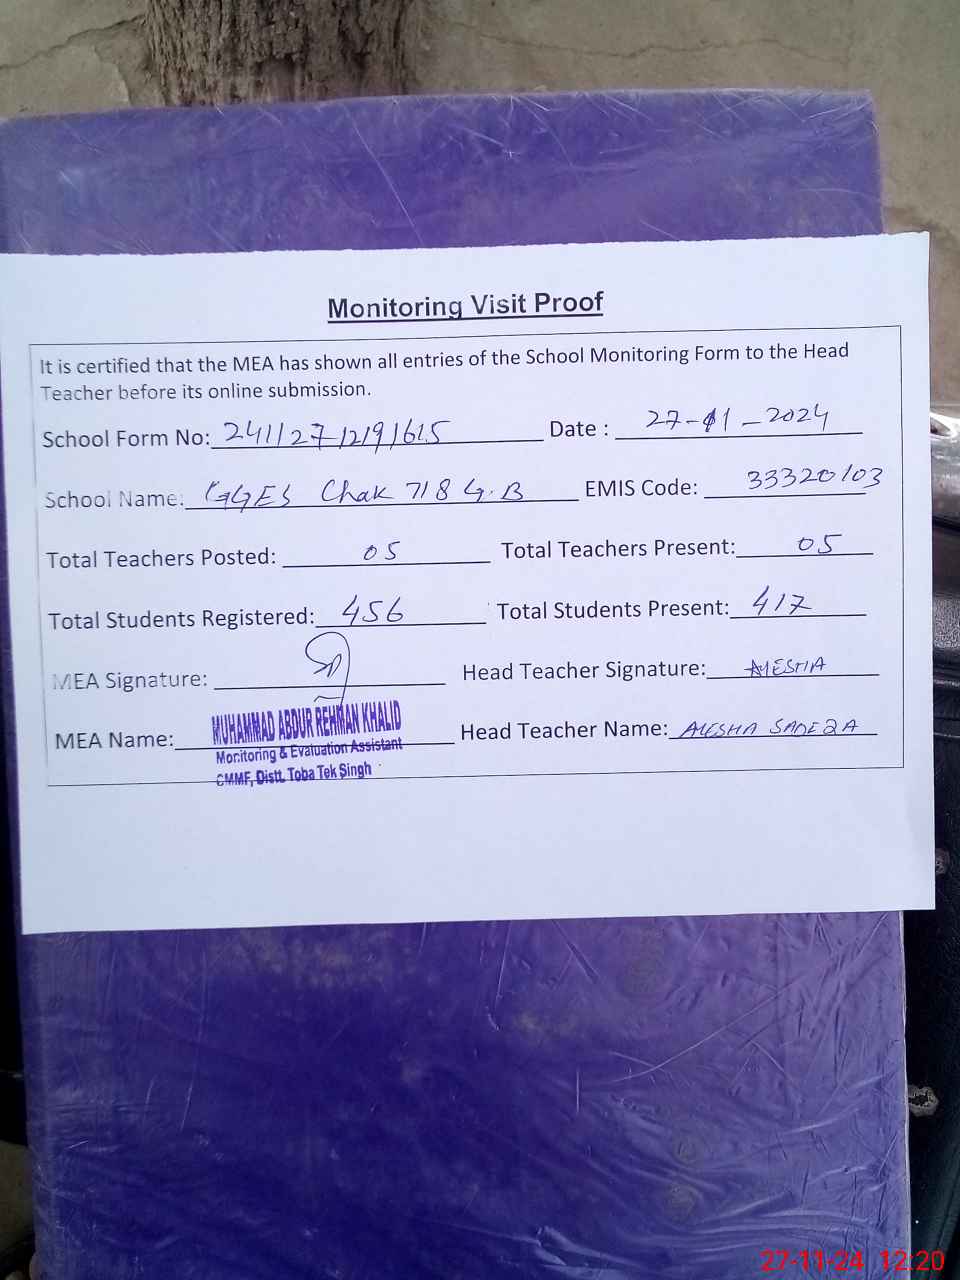 Monitoring Visit Proof
It is certified that the MEA has shown all entries of the School Monitoring Form to the Head
Teacher before its online submission.
School Form No: 24112712191615 Date : 27-11-2024
School Name: GGES Chak 718 G.B EMIS Code: 33320103
Total Teachers Posted: 05 Total Teachers Present: 05
Total Students Registered: 456 Total Students Present: 417
MEA Signature: Head Teacher Signature: AYESHA
MEA Name: MUHAMMAD ABDUR REHMAN KHALID Head Teacher Name: AYESHA SADEQA
Monitoring & Evaluation Assistant
CMMF, Distt. Toba Tek Singh
27-11-24 12:20